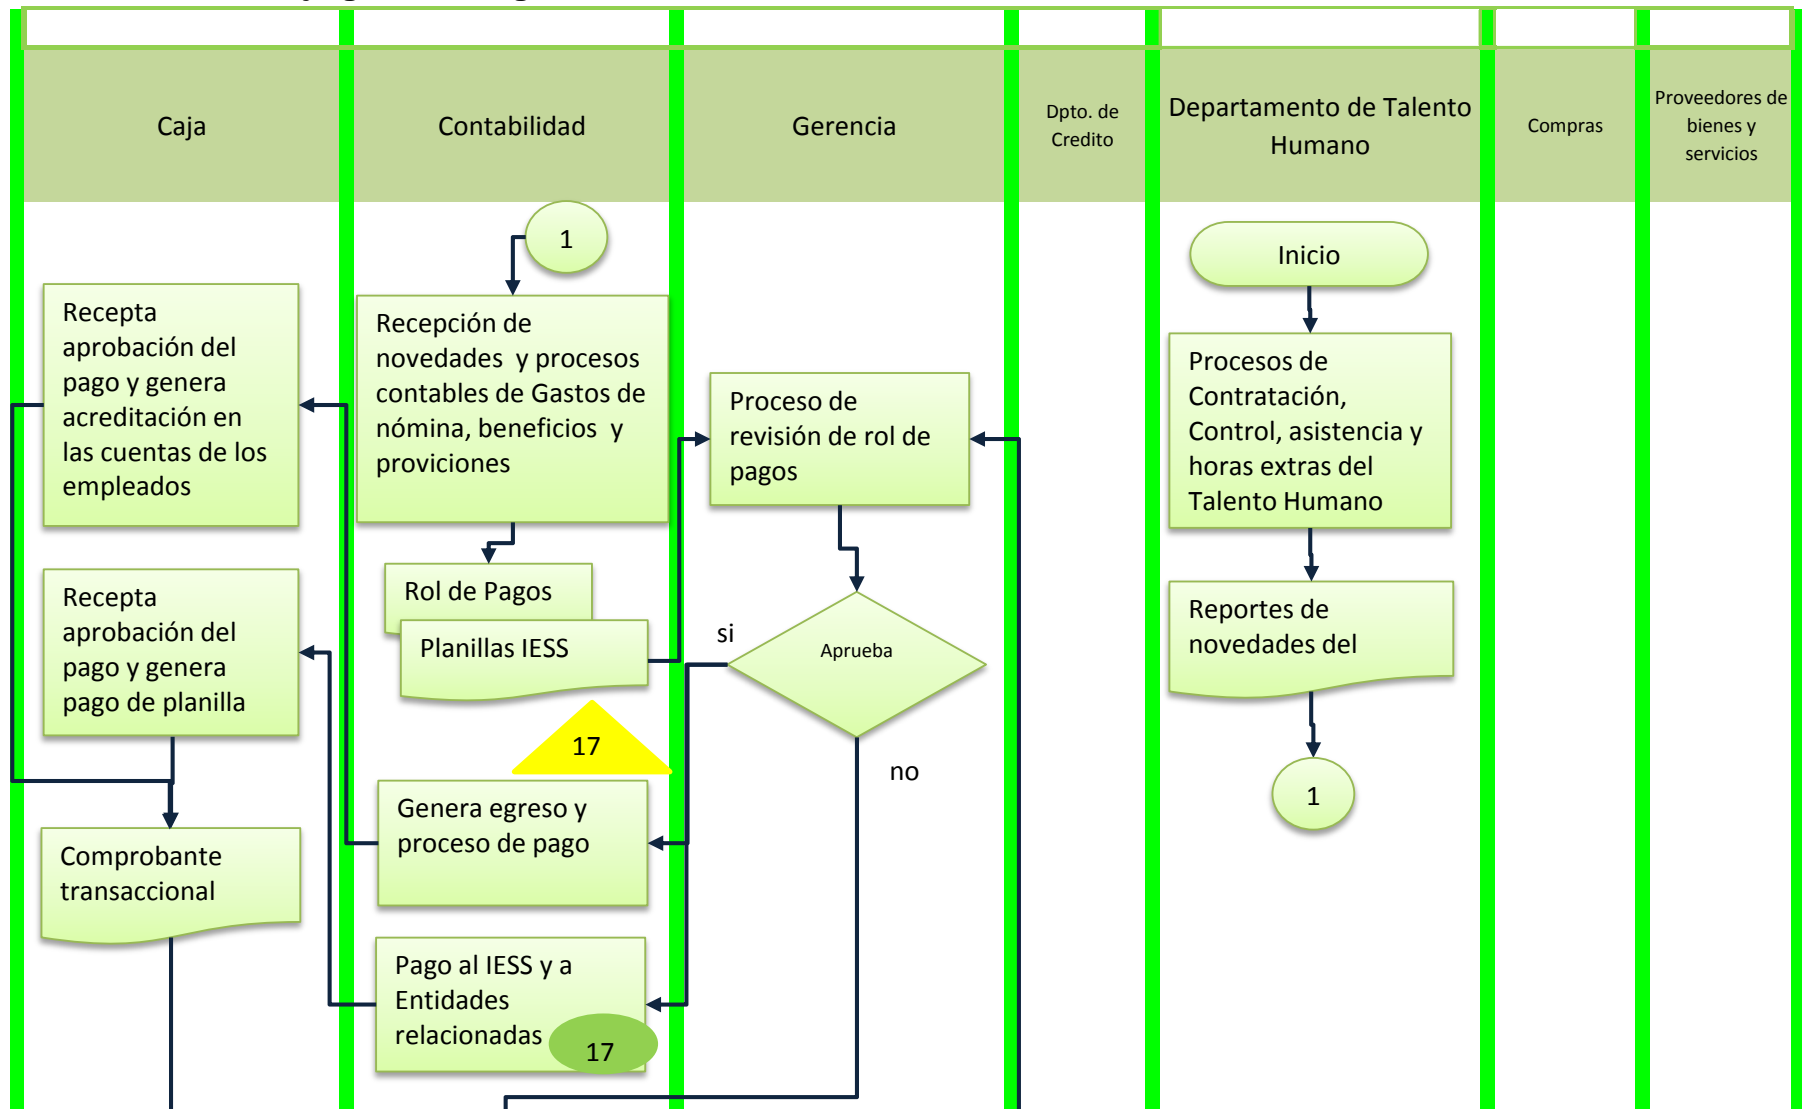 Caja
Contabilidad
Gerencia
Dpto. de
Credito
Departamento de Talento
Humano
Compras
Proveedores de
bienes y
servicios
1
Inicio
Recepta
aprobación del
pago y genera
acreditación en
las cuentas de los
empleados
Recepción de
novedades y procesos
contables de Gastos de
nómina, beneficios y
proviciones
Proceso de
revisión de rol de
pagos
Procesos de
Contratación,
Control, asistencia y
horas extras del
Talento Humano
Recepta
aprobación del
pago y genera
pago de planilla
Rol de Pagos
Planillas IESS
si
Aprueba
no
Reportes de
novedades del
17
1
Genera egreso y
proceso de pago
Comprobante
transaccional
Pago al IESS y a
Entidades
relacionadas
17